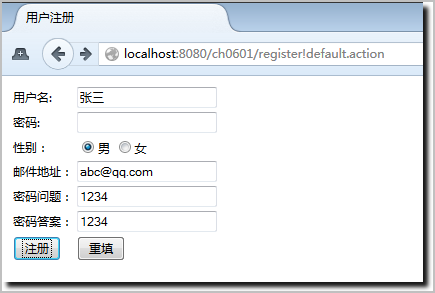 用户注册
localhost:8080/ch0601/register!default.action
用户名: 张三
密码:
性别： 男 女
邮件地址： abc@qq.com
密码问题： 1234
密码答案： 1234
注册 重填